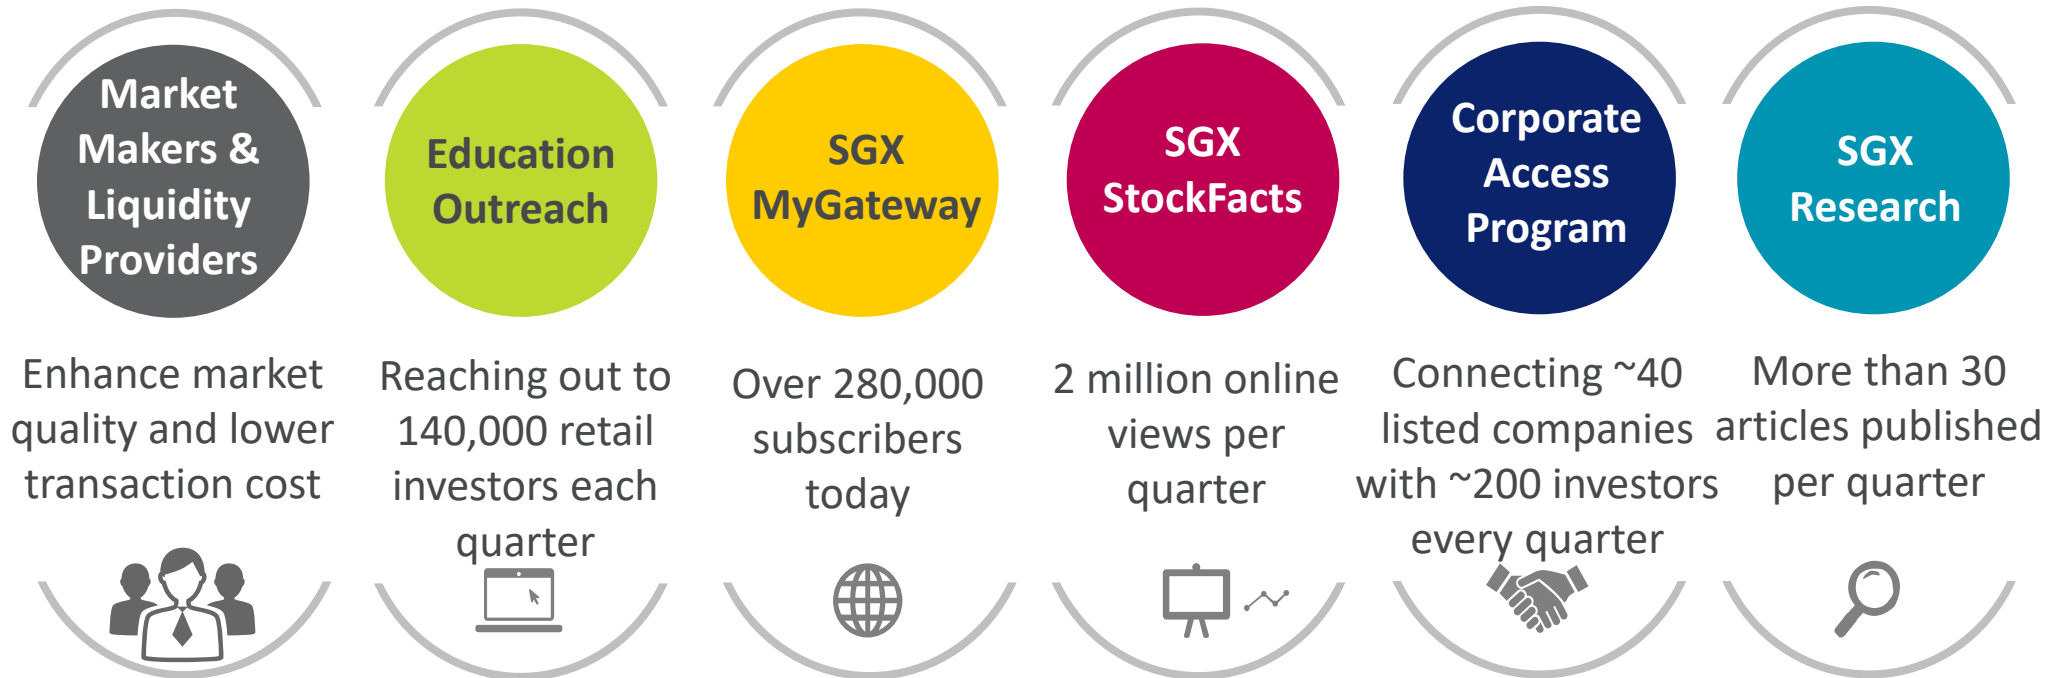 Market
Makers &
Liquidity
Providers
Enhance market
quality and lower
transaction cost
Education
Outreach
Reaching out to
140,000 retail
investors each
quarter
SGX
MyGateway
Over 280,000
subscribers
today
SGX
StockFacts
2 million online
views per
quarter
Corporate
Access
Program
Connecting ~40
listed companies
with ~200 investors
every quarter
SGX
Research
More than 30
articles published
per quarter